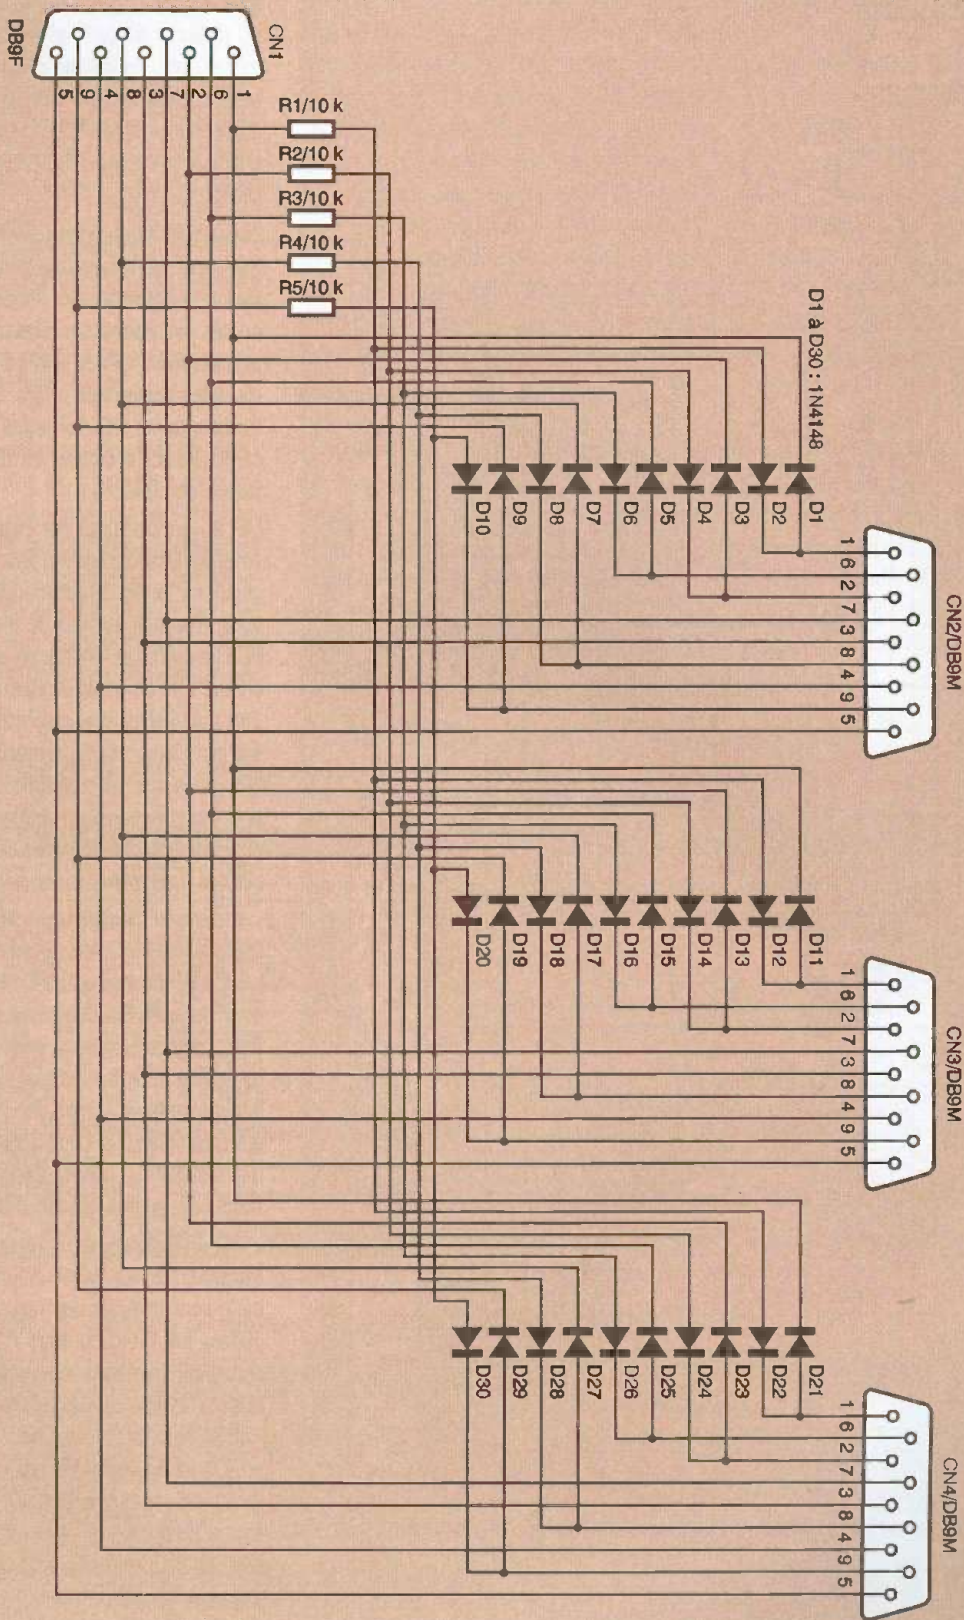 CN1
DB9F
1
6
2
7
3
8
4
9
5
R1/10 k
R2/10 k
R3/10 k
R4/10 k
R5/10 k
D1 à D30 : 1N4148
D1
D2
D3
D4
D5
D6
D7
D8
D9
D10
CN2/DB9M
1 6 2 7 3 8 4 9 5
D11
D12
D13
D14
D15
D16
D17
D18
D19
D20
CN3/DB9M
1 6 2 7 3 8 4 9 5
D21
D22
D23
D24
D25
D26
D27
D28
D29
D30
CN4/DB9M
1 6 2 7 3 8 4 9 5